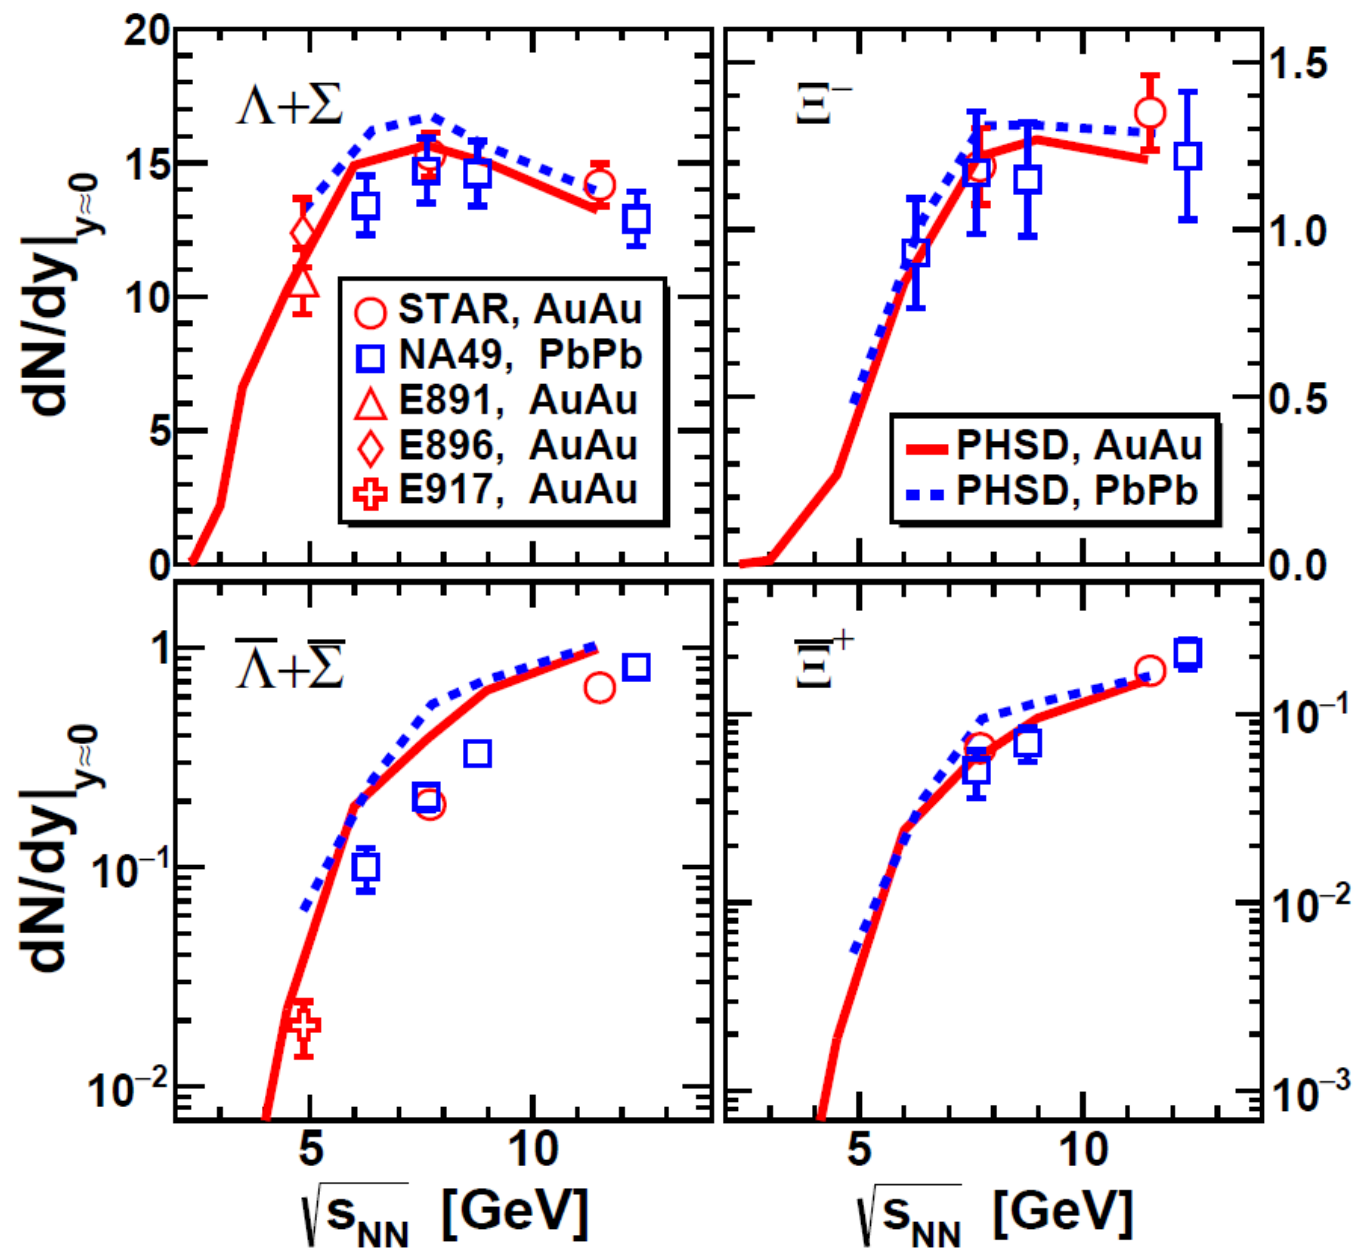 20
15
10
5
0
dN/dy|y≈0
Λ+Σ
STAR, AuAu
NA49, PbPb
E891, AuAu
E896, AuAu
E917, AuAu
Ξ⁻
1.5
1.0
0.5
0.0
PHSD, AuAu
PHSD, PbPb
1
10⁻¹
10⁻²
dN/dy|y≈0
Λ̅+Σ̅
5 10
√sNN [GeV]
Ξ̅⁺
10⁻¹
10⁻²
10⁻³
5 10
√sNN [GeV]